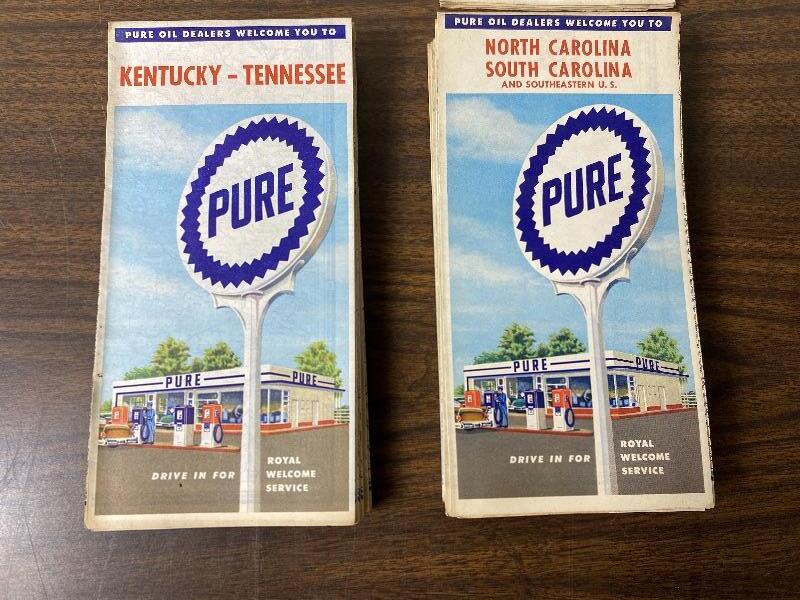 PURE OIL DEALERS WELCOME YOU TO
KENTUCKY – TENNESSEE
PURE
PURE
PURE
DRIVE IN FOR
ROYAL
WELCOME
SERVICE
PURE OIL DEALERS WELCOME YOU TO
NORTH CAROLINA
SOUTH CAROLINA
AND SOUTHEASTERN U. S.
PURE
PURE
PURE
DRIVE IN FOR
ROYAL
WELCOME
SERVICE